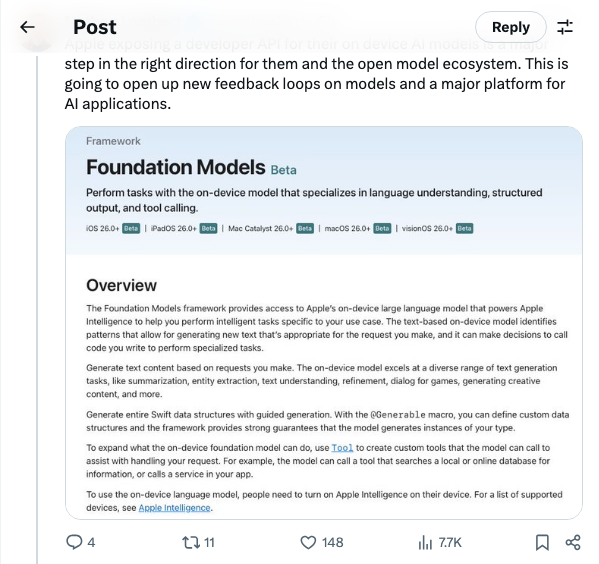 Post
Reply
Apple exposing a developer API for their on device AI models is a major
step in the right direction for them and the open model ecosystem. This is
going to open up new feedback loops on models and a major platform for
AI applications.
Framework
Foundation Models Beta
Perform tasks with the on-device model that specializes in language understanding, structured
output, and tool calling.
iOS 26.0+ Beta | iPadOS 26.0+ Beta | Mac Catalyst 26.0+ Beta | macOS 26.0+ Beta | visionOS 26.0+ Beta
Overview
The Foundation Models framework provides access to Apple's on-device large language model that powers Apple
Intelligence to help you perform intelligent tasks specific to your use case. The text-based on-device model identifies
patterns that allow for generating new text that's appropriate for the request you make, and it can make decisions to call
code you write to perform specialized tasks.
Generate text content based on requests you make. The on-device model excels at a diverse range of text generation
tasks, like summarization, entity extraction, text understanding, refinement, dialog for games, generating creative
content, and more.
Generate entire Swift data structures with guided generation. With the @Generable macro, you can define custom data
structures and the framework provides strong guarantees that the model generates instances of your type.
To expand what the on-device foundation model can do, use Tool to create custom tools that the model can call to
assist with handling your request. For example, the model can call a tool that searches a local or online database for
information, or calls a service in your app.
To use the on-device language model, people need to turn on Apple Intelligence on their device. For a list of supported
devices, see Apple Intelligence.
4 11 148 7.7K